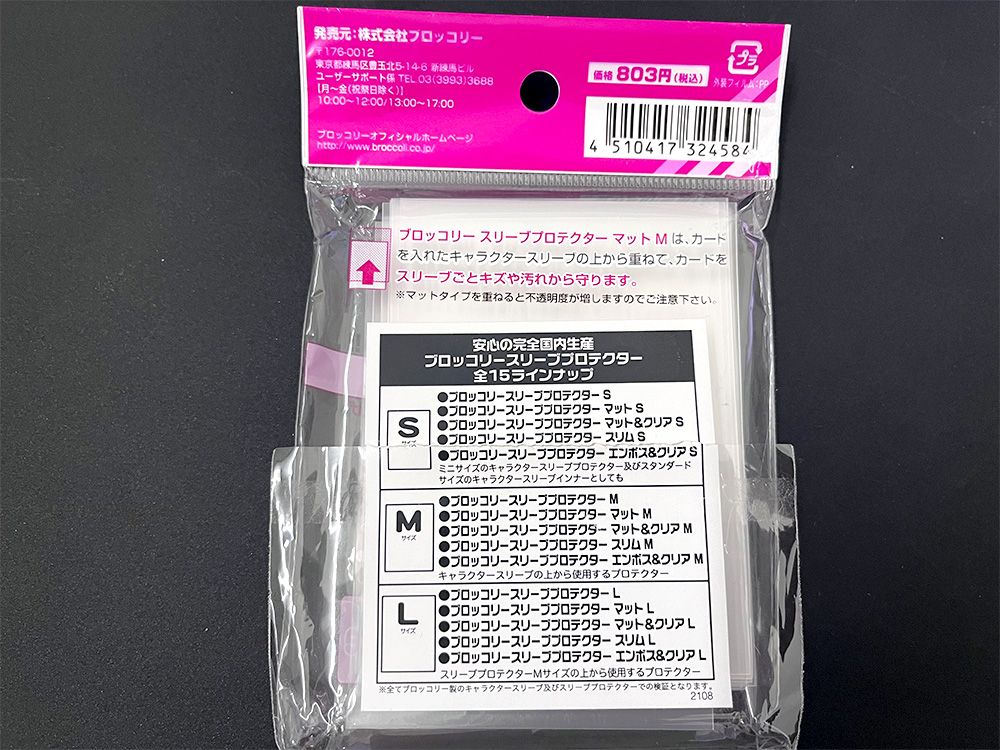 発売元:株式会社ブロッコリー
〒176-0012
東京都練馬区豊玉北5-14-6 新練馬ビル
ユーザーサポート係 TEL.03(3993)3688
[月〜金(祝祭日除く)]
10:00〜12:00/13:00〜17:00
ブロッコリーオフィシャルホームページ
http://www.broccoli.co.jp/
プラ
外装フィルム:PP
価格 803円(税込)
4 510417 324584
ブロッコリー スリーブプロテクター マット M は、カード
を入れたキャラクタースリーブの上から重ねて、カードを
スリーブごとキズや汚れから守ります。
※マットタイプを重ねると不透明度が増しますのでご注意下さい。
安心の完全国内生産
ブロッコリースリーブプロテクター
全15ラインナップ
S
サイズ
●ブロッコリースリーブプロテクター S
●ブロッコリースリーブプロテクター マット S
●ブロッコリースリーブプロテクター マット&クリア S
●ブロッコリースリーブプロテクター スリム S
●ブロッコリースリーブプロテクター エンボス&クリア S
ミニサイズのキャラクタースリーブプロテクター及びスタンダード
サイズのキャラクタースリーブインナーとしても
M
サイズ
●ブロッコリースリーブプロテクター M
●ブロッコリースリーブプロテクター マット M
●ブロッコリースリーブプロテクター マット&クリア M
●ブロッコリースリーブプロテクター スリム M
●ブロッコリースリーブプロテクター エンボス&クリア M
キャラクタースリーブの上から使用するプロテクター
L
サイズ
●ブロッコリースリーブプロテクター L
●ブロッコリースリーブプロテクター マット L
●ブロッコリースリーブプロテクター マット&クリア L
●ブロッコリースリーブプロテクター スリム L
●ブロッコリースリーブプロテクター エンボス&クリア L
スリーブプロテクターMサイズの上から使用するプロテクター
※全てブロッコリー製のキャラクタースリーブ及びスリーブプロテクターでの検証となります。
2108